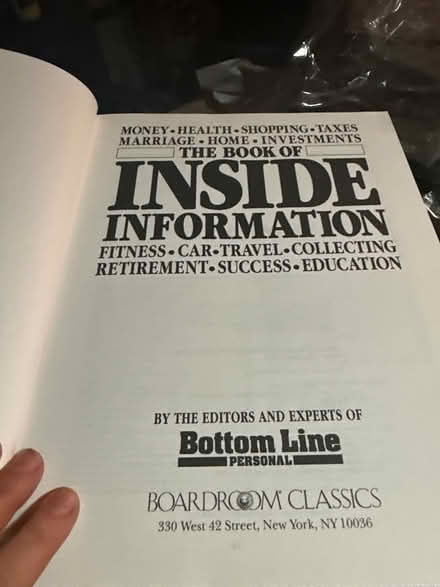 MONEY • HEALTH • SHOPPING • TAXES
MARRIAGE • HOME • INVESTMENTS
THE BOOK OF
INSIDE
INFORMATION
FITNESS • CAR • TRAVEL • COLLECTING
RETIREMENT • SUCCESS • EDUCATION
BY THE EDITORS AND EXPERTS OF
Bottom Line
PERSONAL
BOARDROOM® CLASSICS
330 West 42 Street, New York, NY 10036